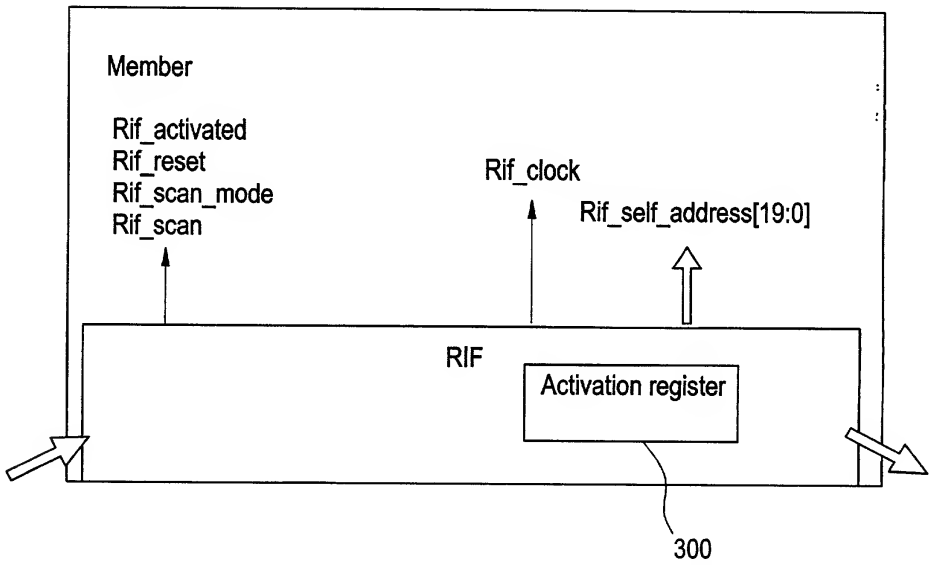 Member
Rif_activated
Rif_reset
Rif_scan_mode
Rif_scan
Rif_clock
Rif_self_address[19:0]
RIF
Activation register
300